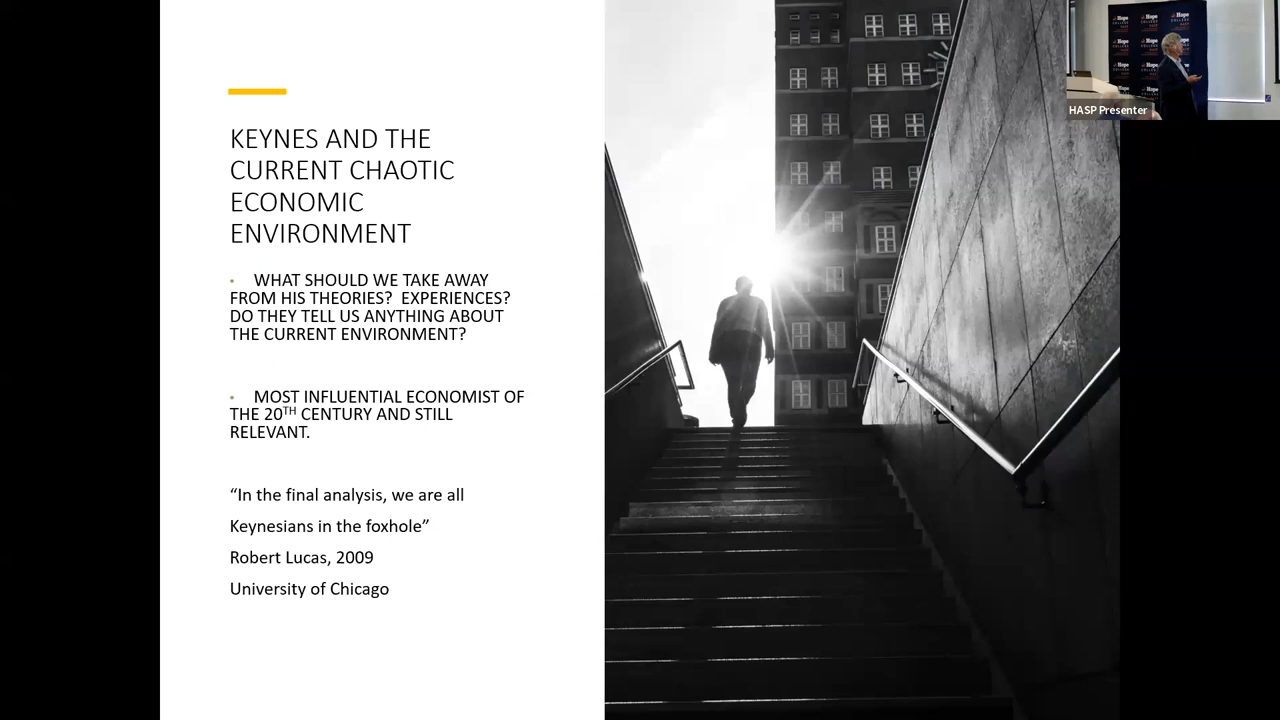 KEYNES AND THE
CURRENT CHAOTIC
ECONOMIC
ENVIRONMENT
• WHAT SHOULD WE TAKE AWAY
FROM HIS THEORIES? EXPERIENCES?
DO THEY TELL US ANYTHING ABOUT
THE CURRENT ENVIRONMENT?
• MOST INFLUENTIAL ECONOMIST OF
THE 20TH CENTURY AND STILL
RELEVANT.
“In the final analysis, we are all
Keynesians in the foxhole”
Robert Lucas, 2009
University of Chicago
Hope
COLLEGE
HASP Presenter